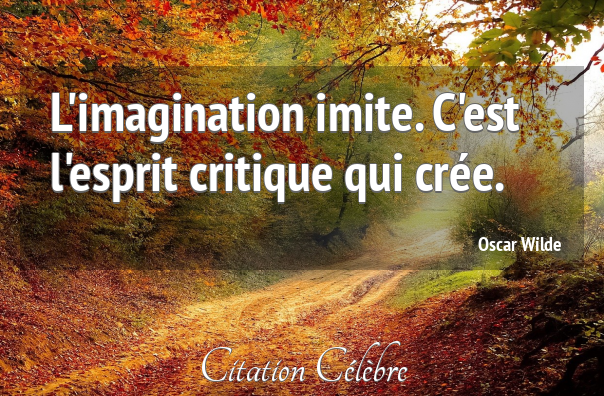 L'imagination imite. C'est
l'esprit critique qui crée.
Oscar Wilde
Citation Célèbre